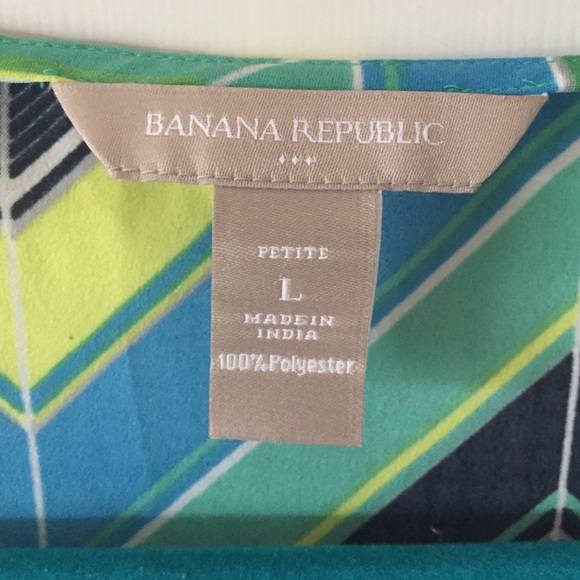 BANANA REPUBLIC
PETITE
L
MADE IN
INDIA
100% Polyester